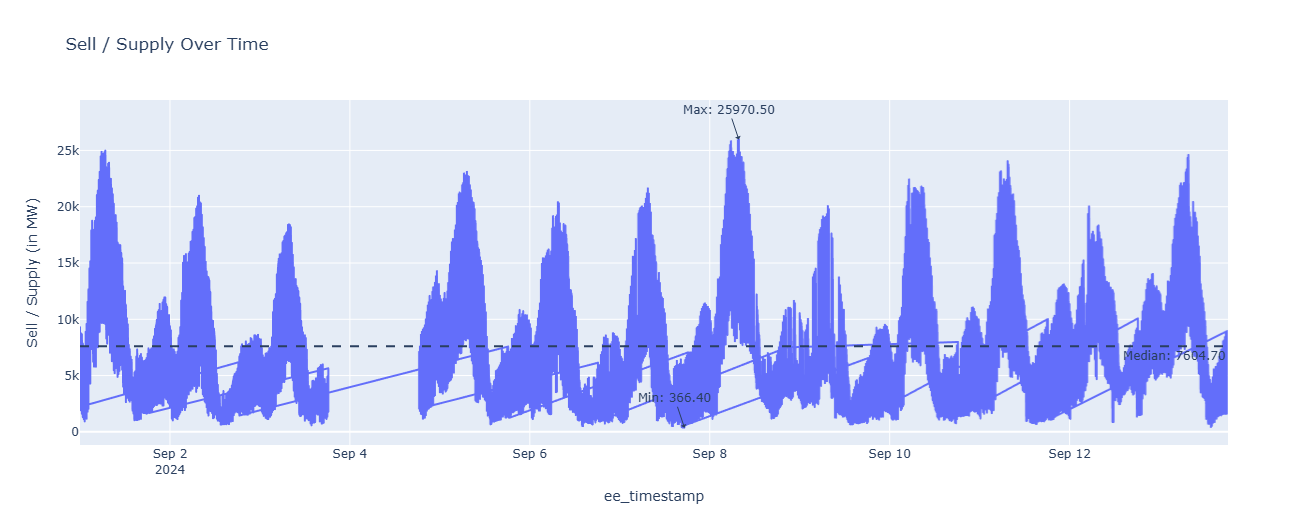 Sell / Supply Over Time
Max: 25970.50
25k
20k
15k
10k
5k
0
Sell / Supply (in MW)
Median: 7604.70
Min: 366.40
Sep 2
2024
Sep 4
Sep 6
Sep 8
Sep 10
Sep 12
ee_timestamp